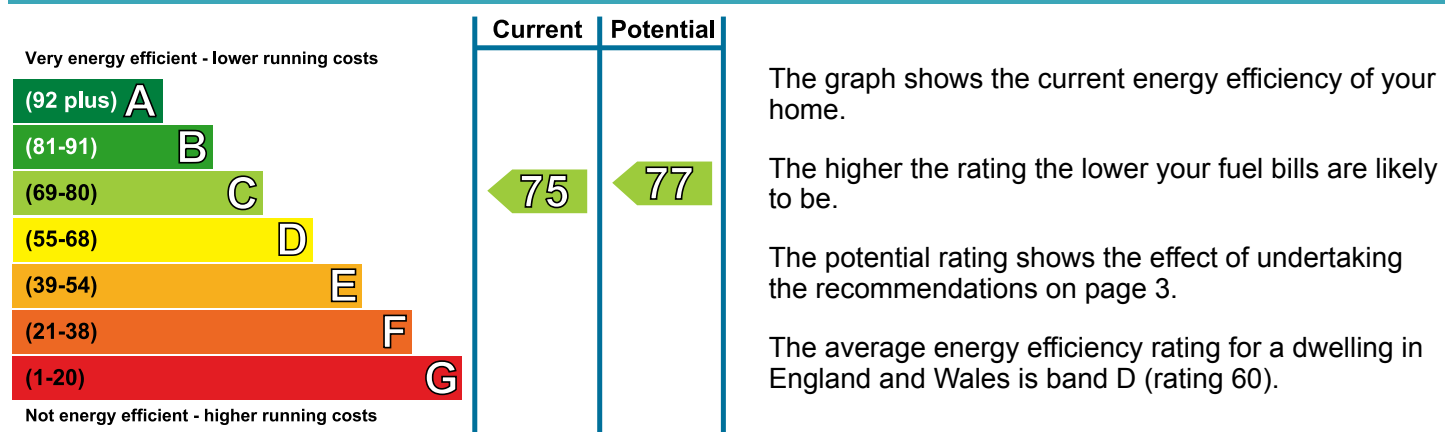 Current Potential
Very energy efficient - lower running costs
(92 plus) A
(81-91) B
(69-80) C
(55-68) D
(39-54) E
(21-38) F
(1-20) G
Not energy efficient - higher running costs
75 77
The graph shows the current energy efficiency of your
home.
The higher the rating the lower your fuel bills are likely
to be.
The potential rating shows the effect of undertaking
the recommendations on page 3.
The average energy efficiency rating for a dwelling in
England and Wales is band D (rating 60).